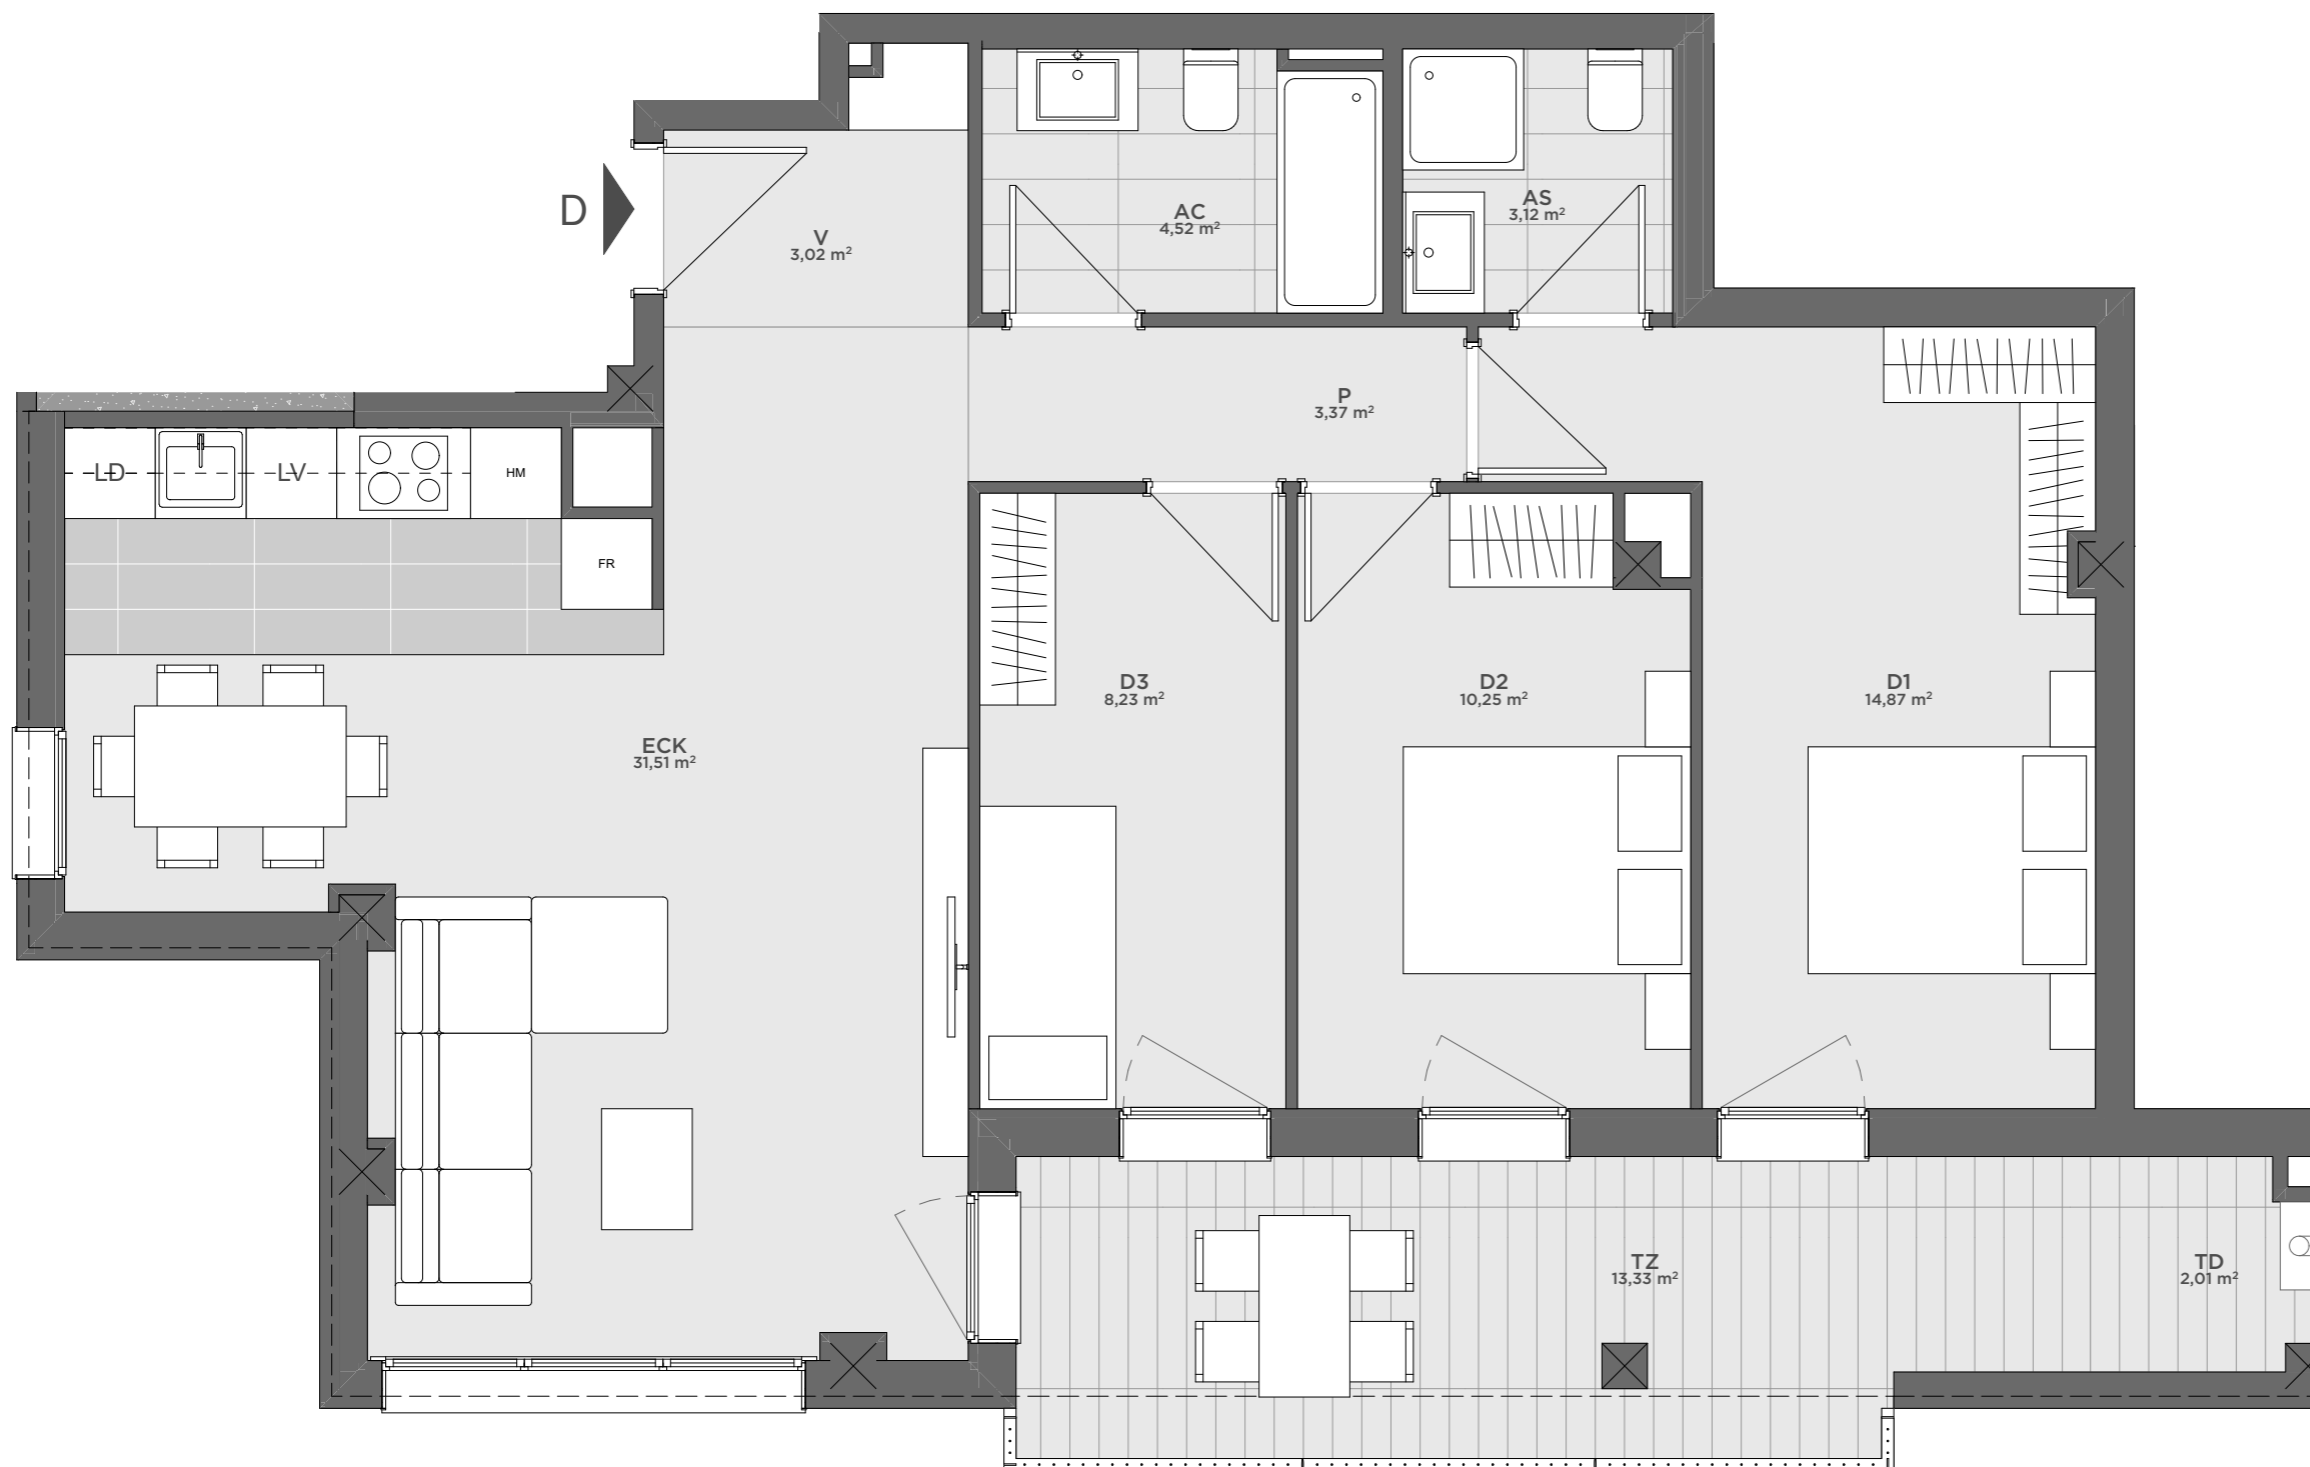 D
V
3,02 m²
AC
4,52 m²
AS
3,12 m²
P
3,37 m²
LD
LV
HM
FR
ECK
31,51 m²
D3
8,23 m²
D2
10,25 m²
D1
14,87 m²
TZ
13,33 m²
TD
2,01 m²